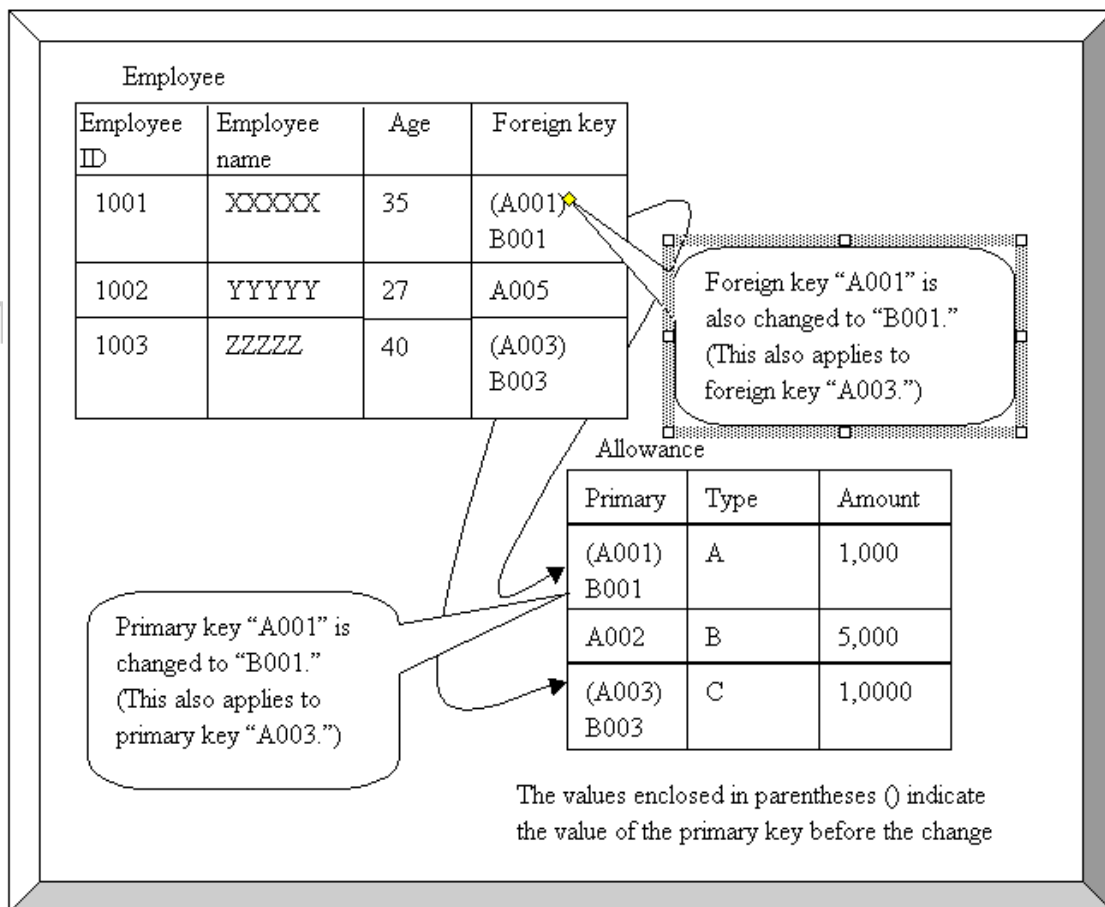 Employee
Employee ID Employee name Age Foreign key
1001 XXXXX 35 (A001)
B001
1002 YYYYY 27 A005
1003 ZZZZZ 40 (A003)
B003
Foreign key “A001” is
also changed to “B001.”
(This also applies to
foreign key “A003.”)
Allowance
Primary Type Amount
(A001) A 1,000
B001
A002 B 5,000
(A003) C 1,0000
B003
Primary key “A001” is
changed to “B001.”
(This also applies to
primary key “A003.”)
The values enclosed in parentheses () indicate
the value of the primary key before the change